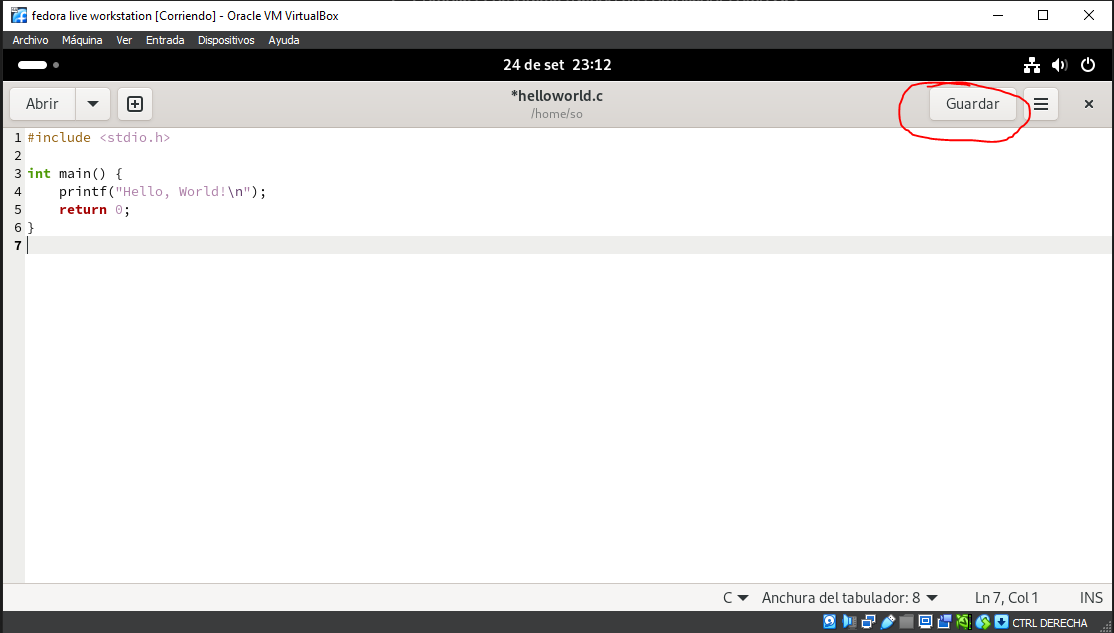 fedora live workstation [Corriendo] - Oracle VM VirtualBox
Archivo Máquina Ver Entrada Dispositivos Ayuda
24 de set 23:12
Abrir *helloworld.c Guardar
/home/so
1 #include <stdio.h>
2
3 int main() {
4     printf("Hello, World!\n");
5     return 0;
6 }
7
C Anchura del tabulador: 8 Ln 7, Col 1 INS
CTRL DERECHA